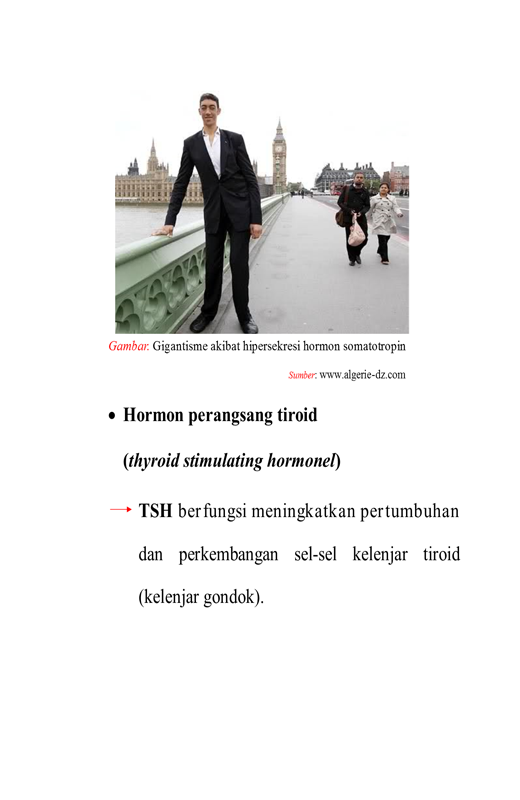 Gambar. Gigantisme akibat hipersekresi hormon somatotropin
Sumber: www.algerie-dz.com
• Hormon perangsang tiroid
(thyroid stimulating hormonel)
TSH berfungsi meningkatkan pertumbuhan
dan perkembangan sel-sel kelenjar tiroid
(kelenjar gondok).